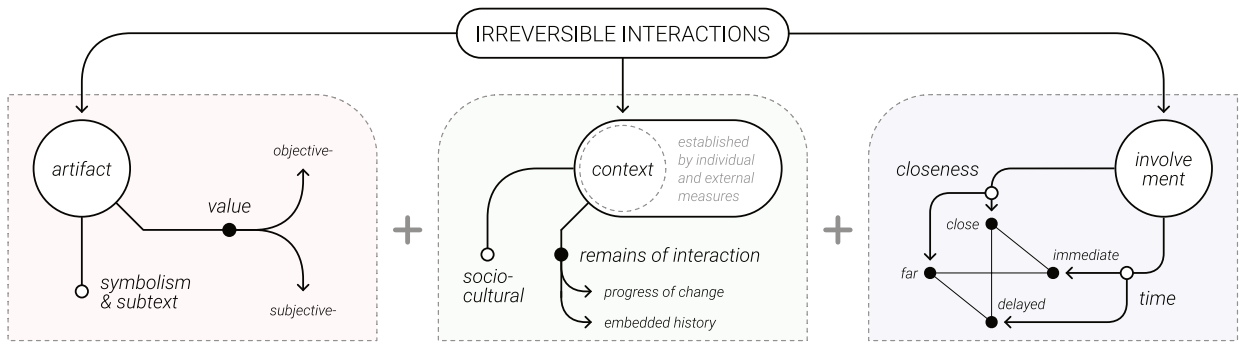 IRREVERSIBLE INTERACTIONS
artifact
value
objective-
subjective-
symbolism
& subtext
context
established
by individual
and external
measures
socio-
cultural
remains of interaction
progress of change
embedded history
involve
ment
closeness
close
far
immediate
delayed
time